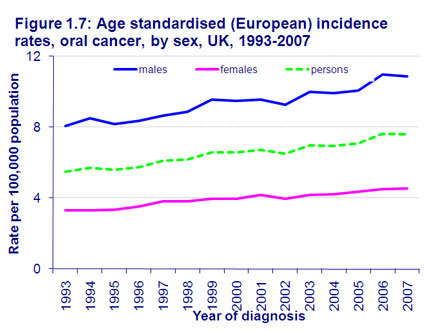 Figure 1.7: Age standardised (European) incidence
rates, oral cancer, by sex, UK, 1993-2007
12
males females persons
8
4
0
Rate per 100,000 population
1993 1994 1995 1996 1997 1998 1999 2000 2001 2002 2003 2004 2005 2006 2007
Year of diagnosis